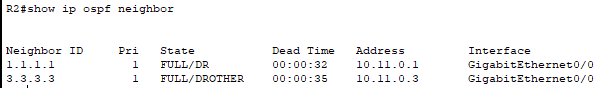 R2#show ip ospf neighbor
Neighbor ID     Pri   State           Dead Time   Address         Interface
1.1.1.1           1   FULL/DR         00:00:32    10.11.0.1       GigabitEthernet0/0
3.3.3.3           1   FULL/DROTHER    00:00:35    10.11.0.3       GigabitEthernet0/0